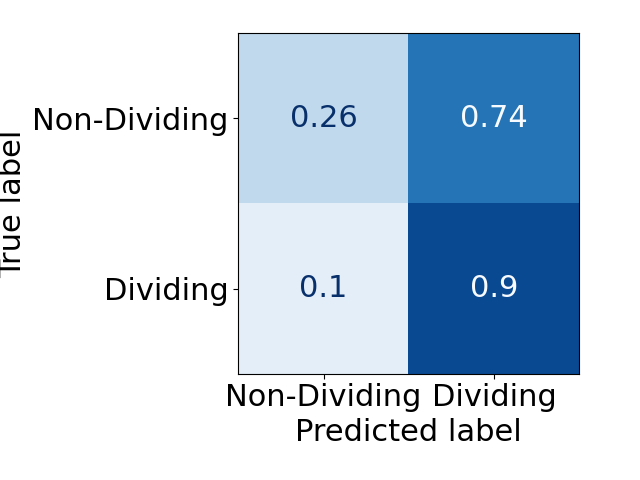 True label
Non-Dividing
0.26 0.74
Dividing
0.1 0.9
Non-Dividing Dividing
Predicted label